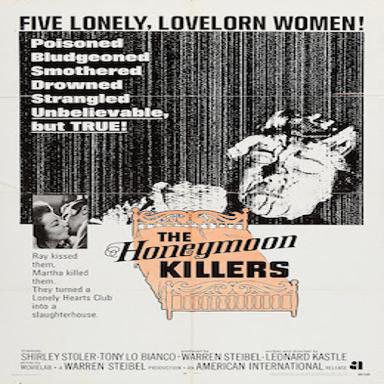 FIVE LONELY, LOVELORN WOMEN!
Poisoned
Bludgeoned
Smothered
Drowned
Strangled
Unbelievable,
but TRUE!
THE
Honeymoon
KILLERS
Ray kissed
them.
Martha killed
them.
They turned a
Lonely Hearts Club
into a
slaughterhouse.
SHIRLEY STOLER · TONY LO BIANCO · WARREN STEIBEL · LEONARD KASTLE
MOVIELAB · A WARREN STEIBEL PRODUCTION · AN AMERICAN INTERNATIONAL RELEASE